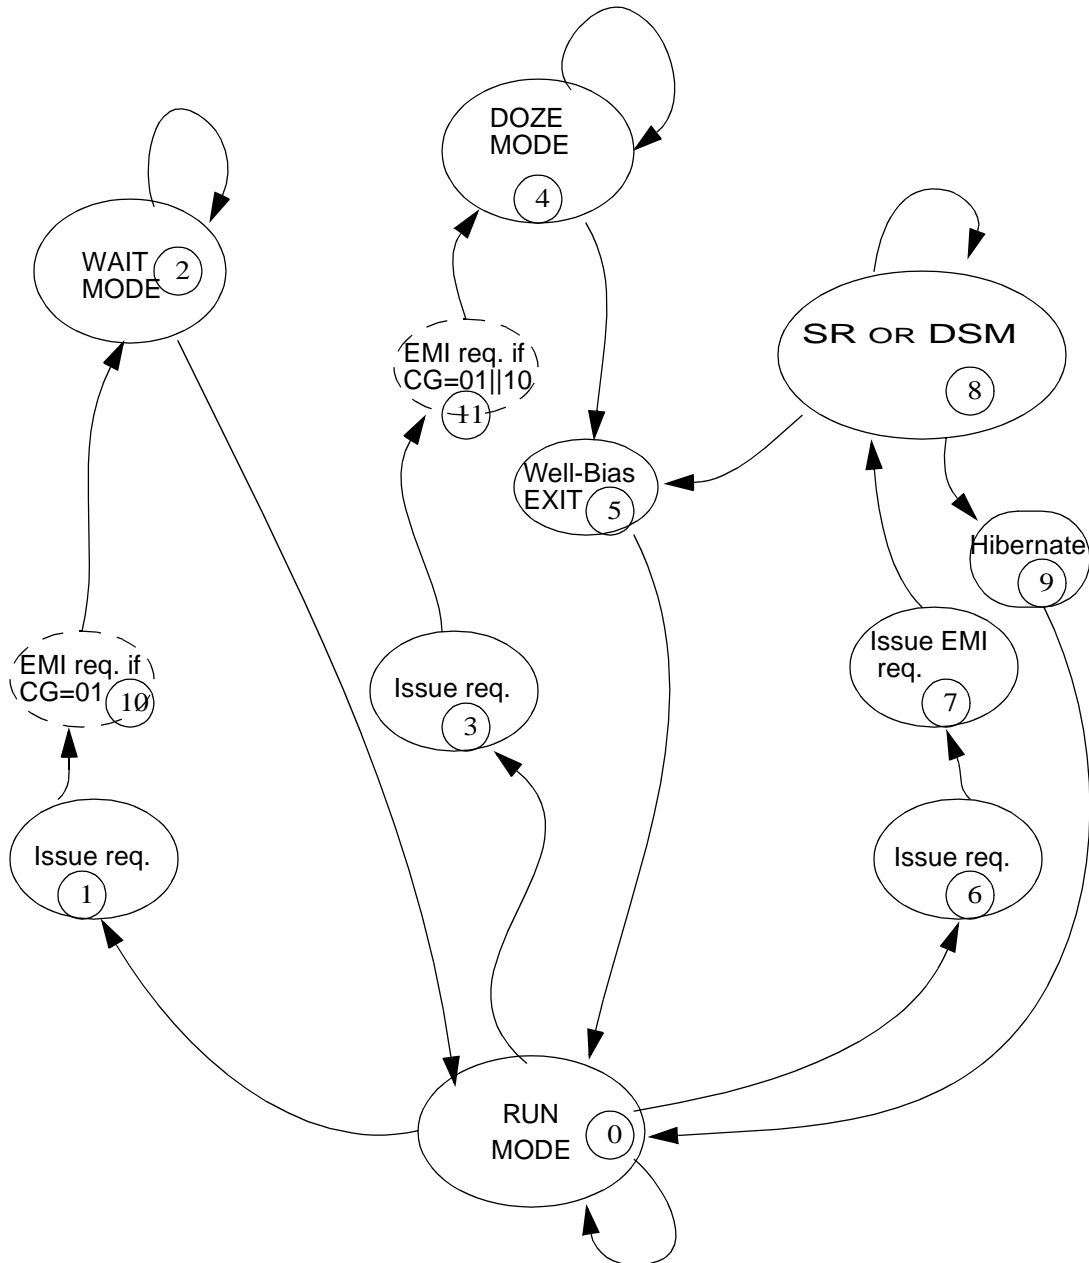 DOZE
MODE
4
WAIT
MODE
2
SR OR DSM
8
EMI req. if
CG=01||10
11
Well-Bias
EXIT
5
Hibernate
9
Issue EMI
req.
7
EMI req. if
CG=01
10
Issue req.
3
Issue req.
1
Issue req.
6
RUN
MODE
0